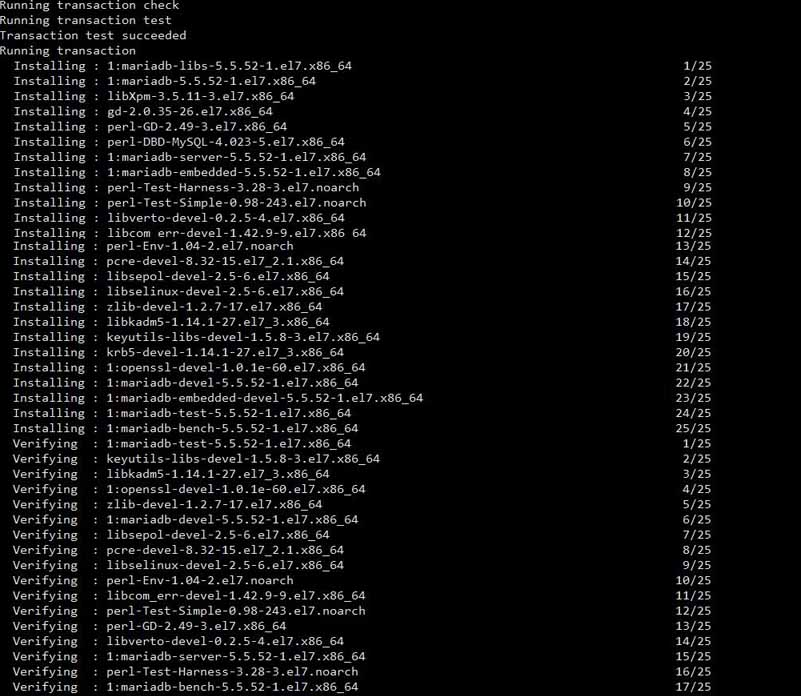 Running transaction check
Running transaction test
Transaction test succeeded
Running transaction
Installing : 1:mariadb-libs-5.5.52-1.el7.x86_64 1/25
Installing : 1:mariadb-5.5.52-1.el7.x86_64 2/25
Installing : libXpm-3.5.11-3.el7.x86_64 3/25
Installing : gd-2.0.35-26.el7.x86_64 4/25
Installing : perl-GD-2.49-3.el7.x86_64 5/25
Installing : perl-DBD-MySQL-4.023-5.el7.x86_64 6/25
Installing : 1:mariadb-server-5.5.52-1.el7.x86_64 7/25
Installing : 1:mariadb-embedded-5.5.52-1.el7.x86_64 8/25
Installing : perl-Test-Harness-3.28-3.el7.noarch 9/25
Installing : perl-Test-Simple-0.98-243.el7.noarch 10/25
Installing : libverto-devel-0.2.5-4.el7.x86_64 11/25
Installing : libcom err-devel-1.42.9-9.el7.x86 64 12/25
Installing : perl-Env-1.04-2.el7.noarch 13/25
Installing : pcre-devel-8.32-15.el7_2.1.x86_64 14/25
Installing : libsepol-devel-2.5-6.el7.x86_64 15/25
Installing : libselinux-devel-2.5-6.el7.x86_64 16/25
Installing : zlib-devel-1.2.7-17.el7.x86_64 17/25
Installing : libkadm5-1.14.1-27.el7_3.x86_64 18/25
Installing : keyutils-libs-devel-1.5.8-3.el7.x86_64 19/25
Installing : krb5-devel-1.14.1-27.el7_3.x86_64 20/25
Installing : 1:openssl-devel-1.0.1e-60.el7.x86_64 21/25
Installing : 1:mariadb-devel-5.5.52-1.el7.x86_64 22/25
Installing : 1:mariadb-embedded-devel-5.5.52-1.el7.x86_64 23/25
Installing : 1:mariadb-test-5.5.52-1.el7.x86_64 24/25
Installing : 1:mariadb-bench-5.5.52-1.el7.x86_64 25/25
Verifying : 1:mariadb-test-5.5.52-1.el7.x86_64 1/25
Verifying : keyutils-libs-devel-1.5.8-3.el7.x86_64 2/25
Verifying : libkadm5-1.14.1-27.el7_3.x86_64 3/25
Verifying : 1:openssl-devel-1.0.1e-60.el7.x86_64 4/25
Verifying : zlib-devel-1.2.7-17.el7.x86_64 5/25
Verifying : 1:mariadb-devel-5.5.52-1.el7.x86_64 6/25
Verifying : libsepol-devel-2.5-6.el7.x86_64 7/25
Verifying : pcre-devel-8.32-15.el7_2.1.x86_64 8/25
Verifying : libselinux-devel-2.5-6.el7.x86_64 9/25
Verifying : perl-Env-1.04-2.el7.noarch 10/25
Verifying : libcom_err-devel-1.42.9-9.el7.x86_64 11/25
Verifying : perl-Test-Simple-0.98-243.el7.noarch 12/25
Verifying : perl-GD-2.49-3.el7.x86_64 13/25
Verifying : libverto-devel-0.2.5-4.el7.x86_64 14/25
Verifying : 1:mariadb-server-5.5.52-1.el7.x86_64 15/25
Verifying : perl-Test-Harness-3.28-3.el7.noarch 16/25
Verifying : 1:mariadb-bench-5.5.52-1.el7.x86_64 17/25